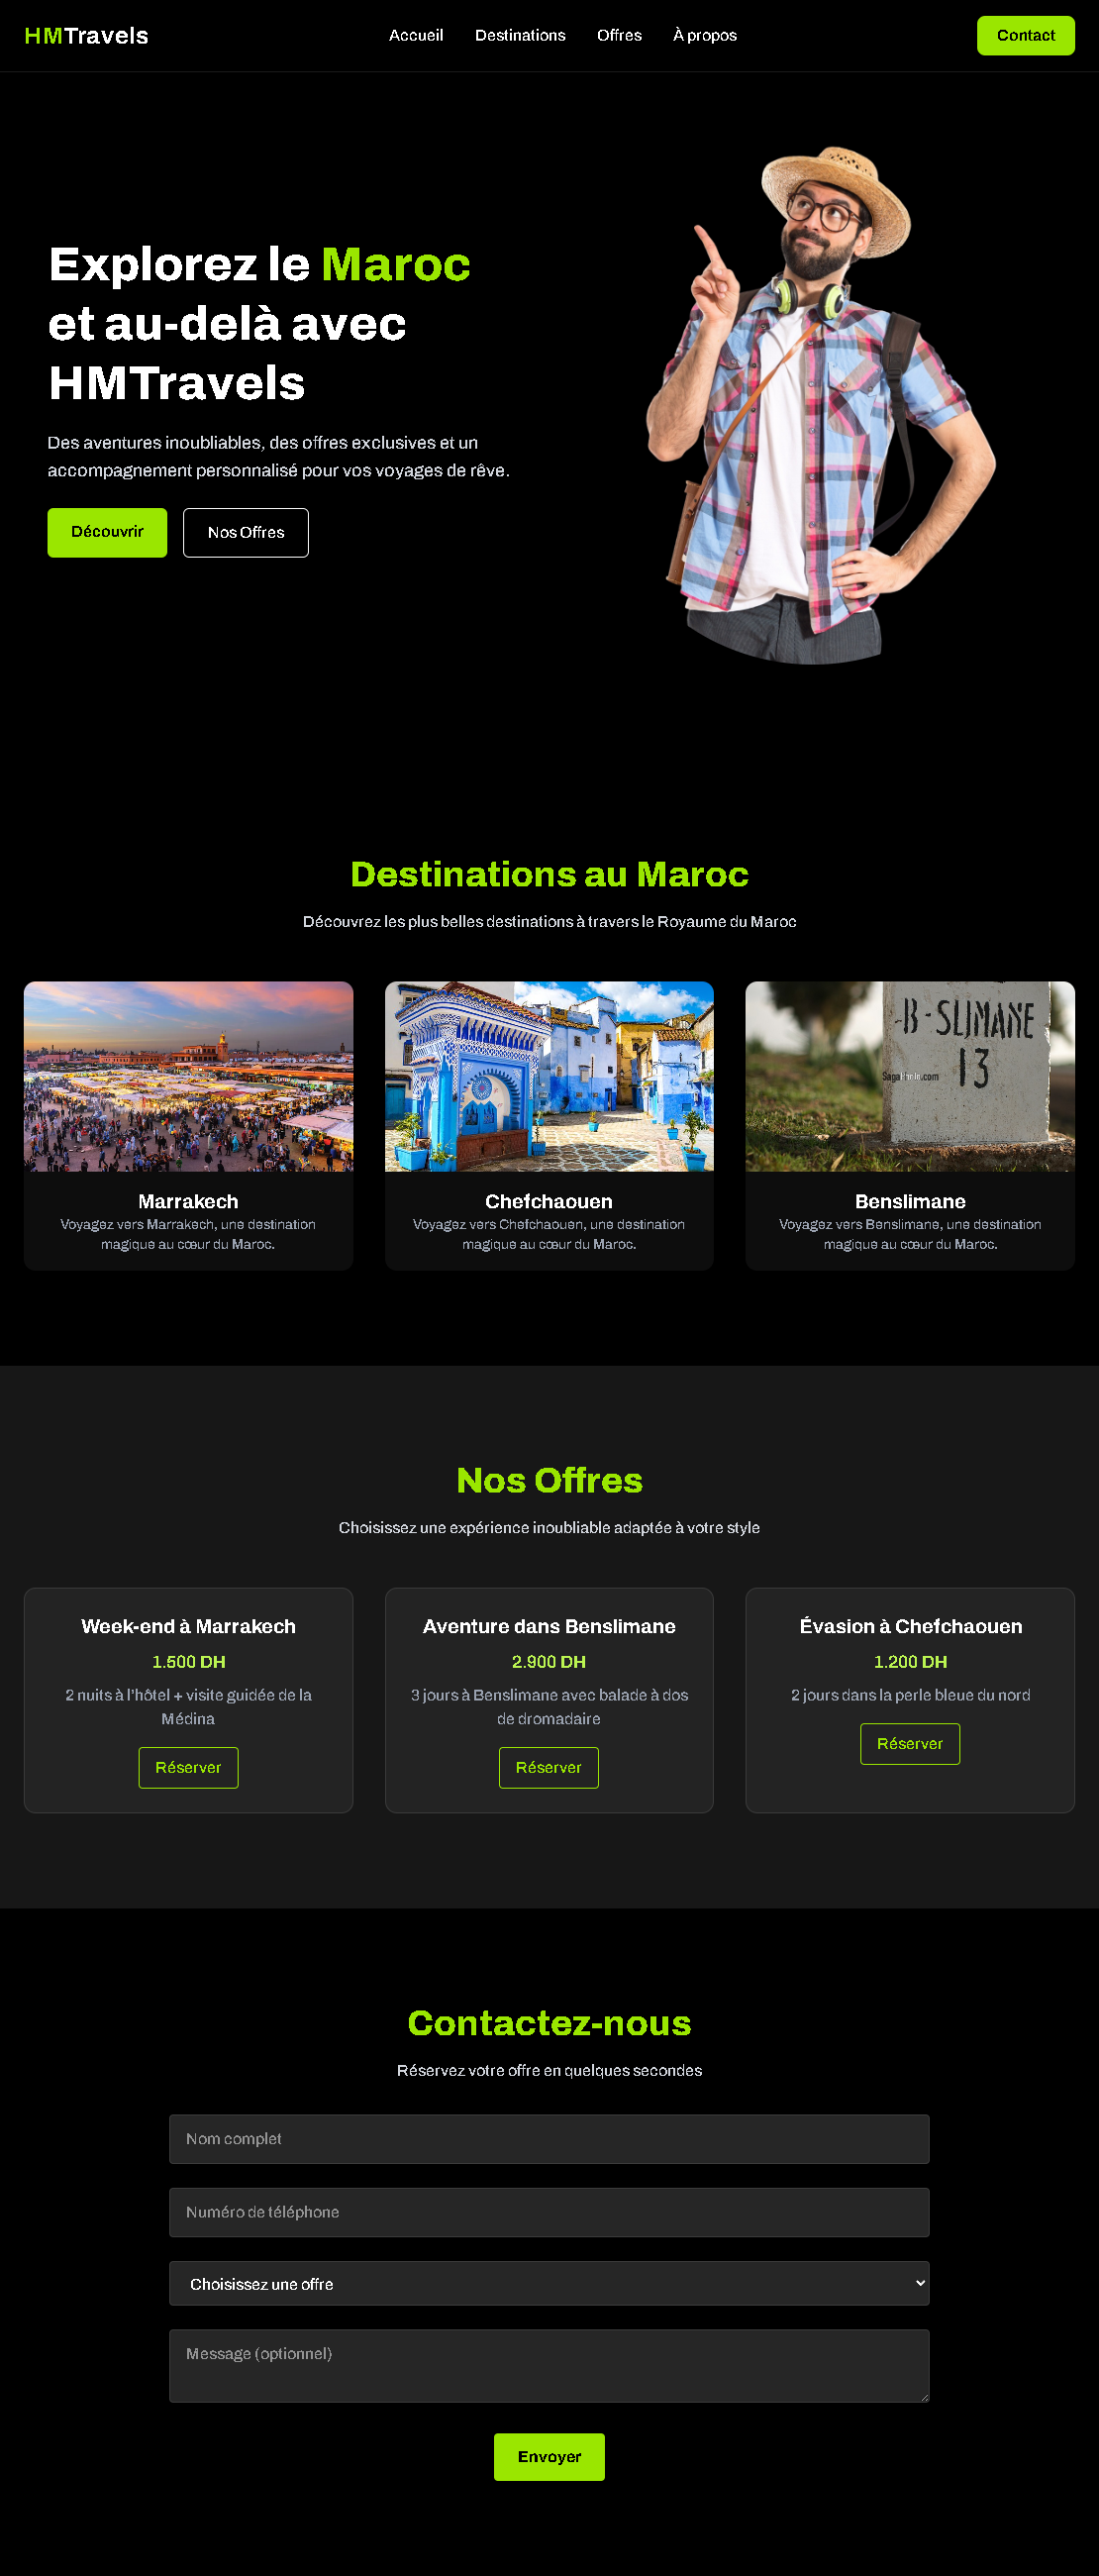 HMTravels
Accueil
Destinations
Offres
À propos
Contact
Explorez le Maroc
et au-delà avec
HMTravels
Des aventures inoubliables, des offres exclusives et un
accompagnement personnalisé pour vos voyages de rêve.
Découvrir
Nos Offres
Destinations au Maroc
Découvrez les plus belles destinations à travers le Royaume du Maroc
-B-SLIMANE
13
SagaHanle.com
Marrakech
Voyagez vers Marrakech, une destination
magique au cœur du Maroc.
Chefchaouen
Voyagez vers Chefchaouen, une destination
magique au cœur du Maroc.
Benslimane
Voyagez vers Benslimane, une destination
magique au cœur du Maroc.
Nos Offres
Choisissez une expérience inoubliable adaptée à votre style
Week-end à Marrakech
1.500 DH
2 nuits à l'hôtel + visite guidée de la
Médina
Réserver
Aventure dans Benslimane
2.900 DH
3 jours à Benslimane avec balade à dos
de dromadaire
Réserver
Évasion à Chefchaouen
1.200 DH
2 jours dans la perle bleue du nord
Réserver
Contactez-nous
Réservez votre offre en quelques secondes
Nom complet
Numéro de téléphone
Choisissez une offre
Message (optionnel)
Envoyer